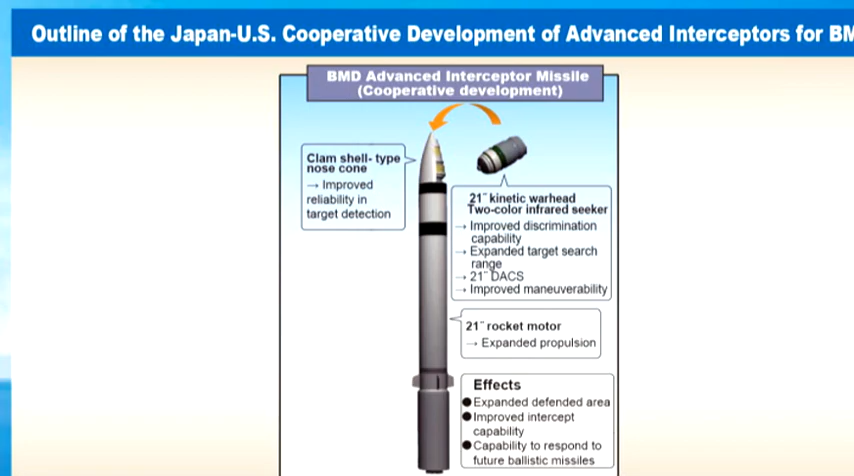 Outline of the Japan-U.S. Cooperative Development of Advanced Interceptors for BM
BMD Advanced Interceptor Missile
(Cooperative development)
Clam shell- type
nose cone
→ Improved
reliability in
target detection
21˝ kinetic warhead
Two-color infrared seeker
→ Improved discrimination
capability
→ Expanded target search
range
→ 21˝ DACS
→ Improved maneuverability
21˝ rocket motor
→ Expanded propulsion
Effects
●Expanded defended area
●Improved intercept
capability
●Capability to respond to
future ballistic missiles